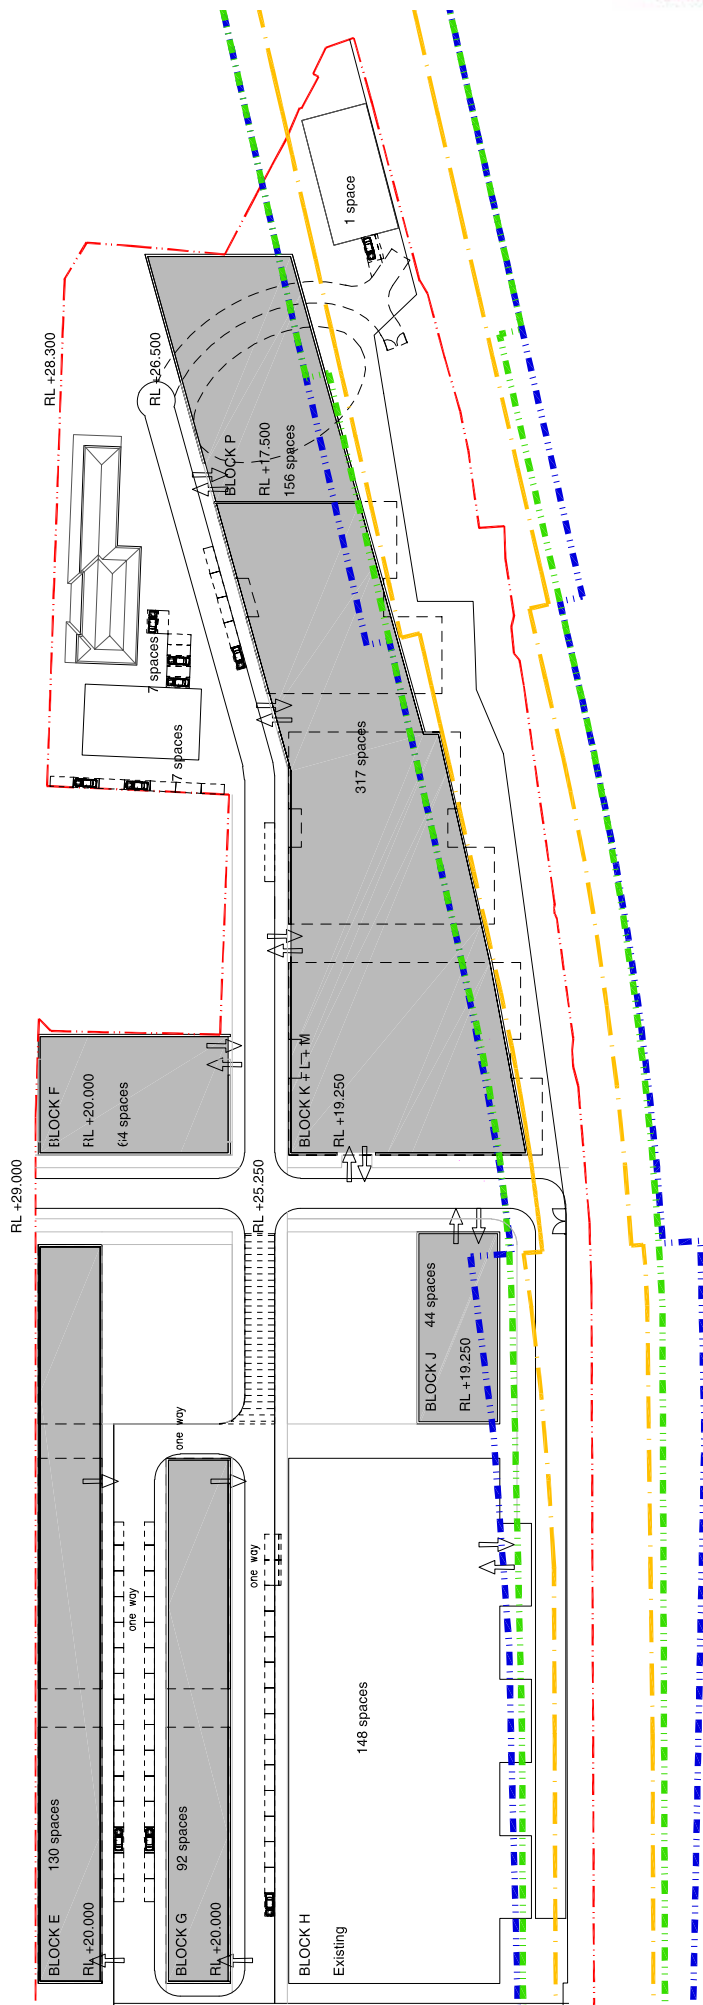 1 space
RL +28.300
RL +26.500
BLOCK P
RL +17.500
156 spaces
7 spaces
7 spaces
317 spaces
BLOCK F
RL +20.000
64 spaces
BLOCK K + L + M
RL +19.250
RL +29.000
RL +25.250
BLOCK J
44 spaces
RL +19.250
one way
one way
one way
148 spaces
BLOCK E
130 spaces
RL +20.000
BLOCK G
92 spaces
RL +20.000
BLOCK H
Existing